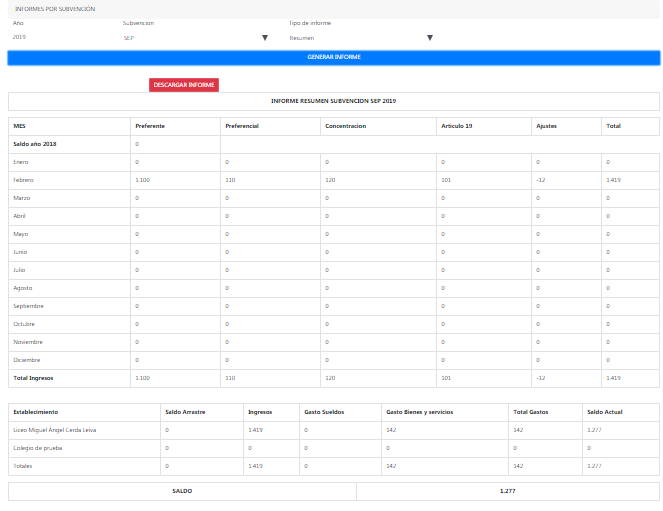 INFORMES POR SUBVENCIÓN
Año Subvencion Tipo de informe
2019 SEP Resumen
GENERAR INFORME
DESCARGAR INFORME
INFORME RESUMEN SUBVENCION SEP 2019
MES Preferente Preferencial Concentracion Articulo 19 Ajustes Total
Saldo año 2018 0
Enero 0 0 0 0 0 0
Febrero 1.100 110 120 101 -12 1.419
Marzo 0 0 0 0 0 0
Abril 0 0 0 0 0 0
Mayo 0 0 0 0 0 0
Junio 0 0 0 0 0 0
Julio 0 0 0 0 0 0
Agosto 0 0 0 0 0 0
Septiembre 0 0 0 0 0 0
Octubre 0 0 0 0 0 0
Noviembre 0 0 0 0 0 0
Diciembre 0 0 0 0 0 0
Total Ingresos 1.100 110 120 101 -12 1.419
Establecimiento Saldo Arrastre Ingresos Gasto Sueldos Gasto Bienes y servicios Total Gastos Saldo Actual
Liceo Miguel Ángel Cerda Leiva 0 1.419 0 142 142 1.277
Colegio de prueba 0 0 0 0 0 0
Totales 0 1.419 0 142 142 1.277
SALDO 1.277